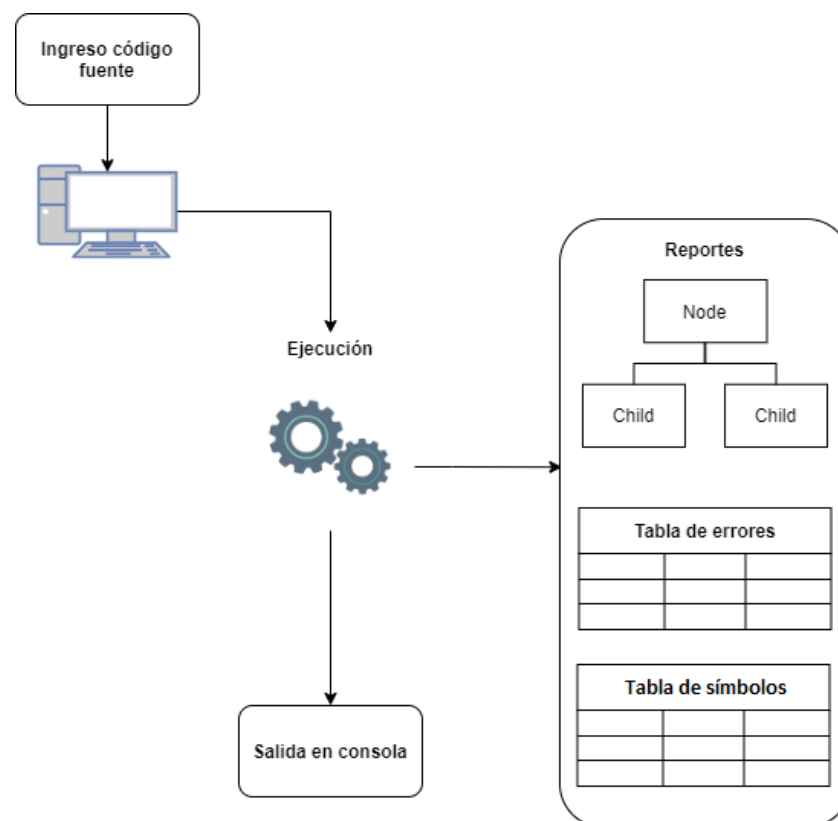 Ingreso código
fuente
Ejecución
Salida en consola
Reportes
Node
Child
Child
Tabla de errores
Tabla de símbolos